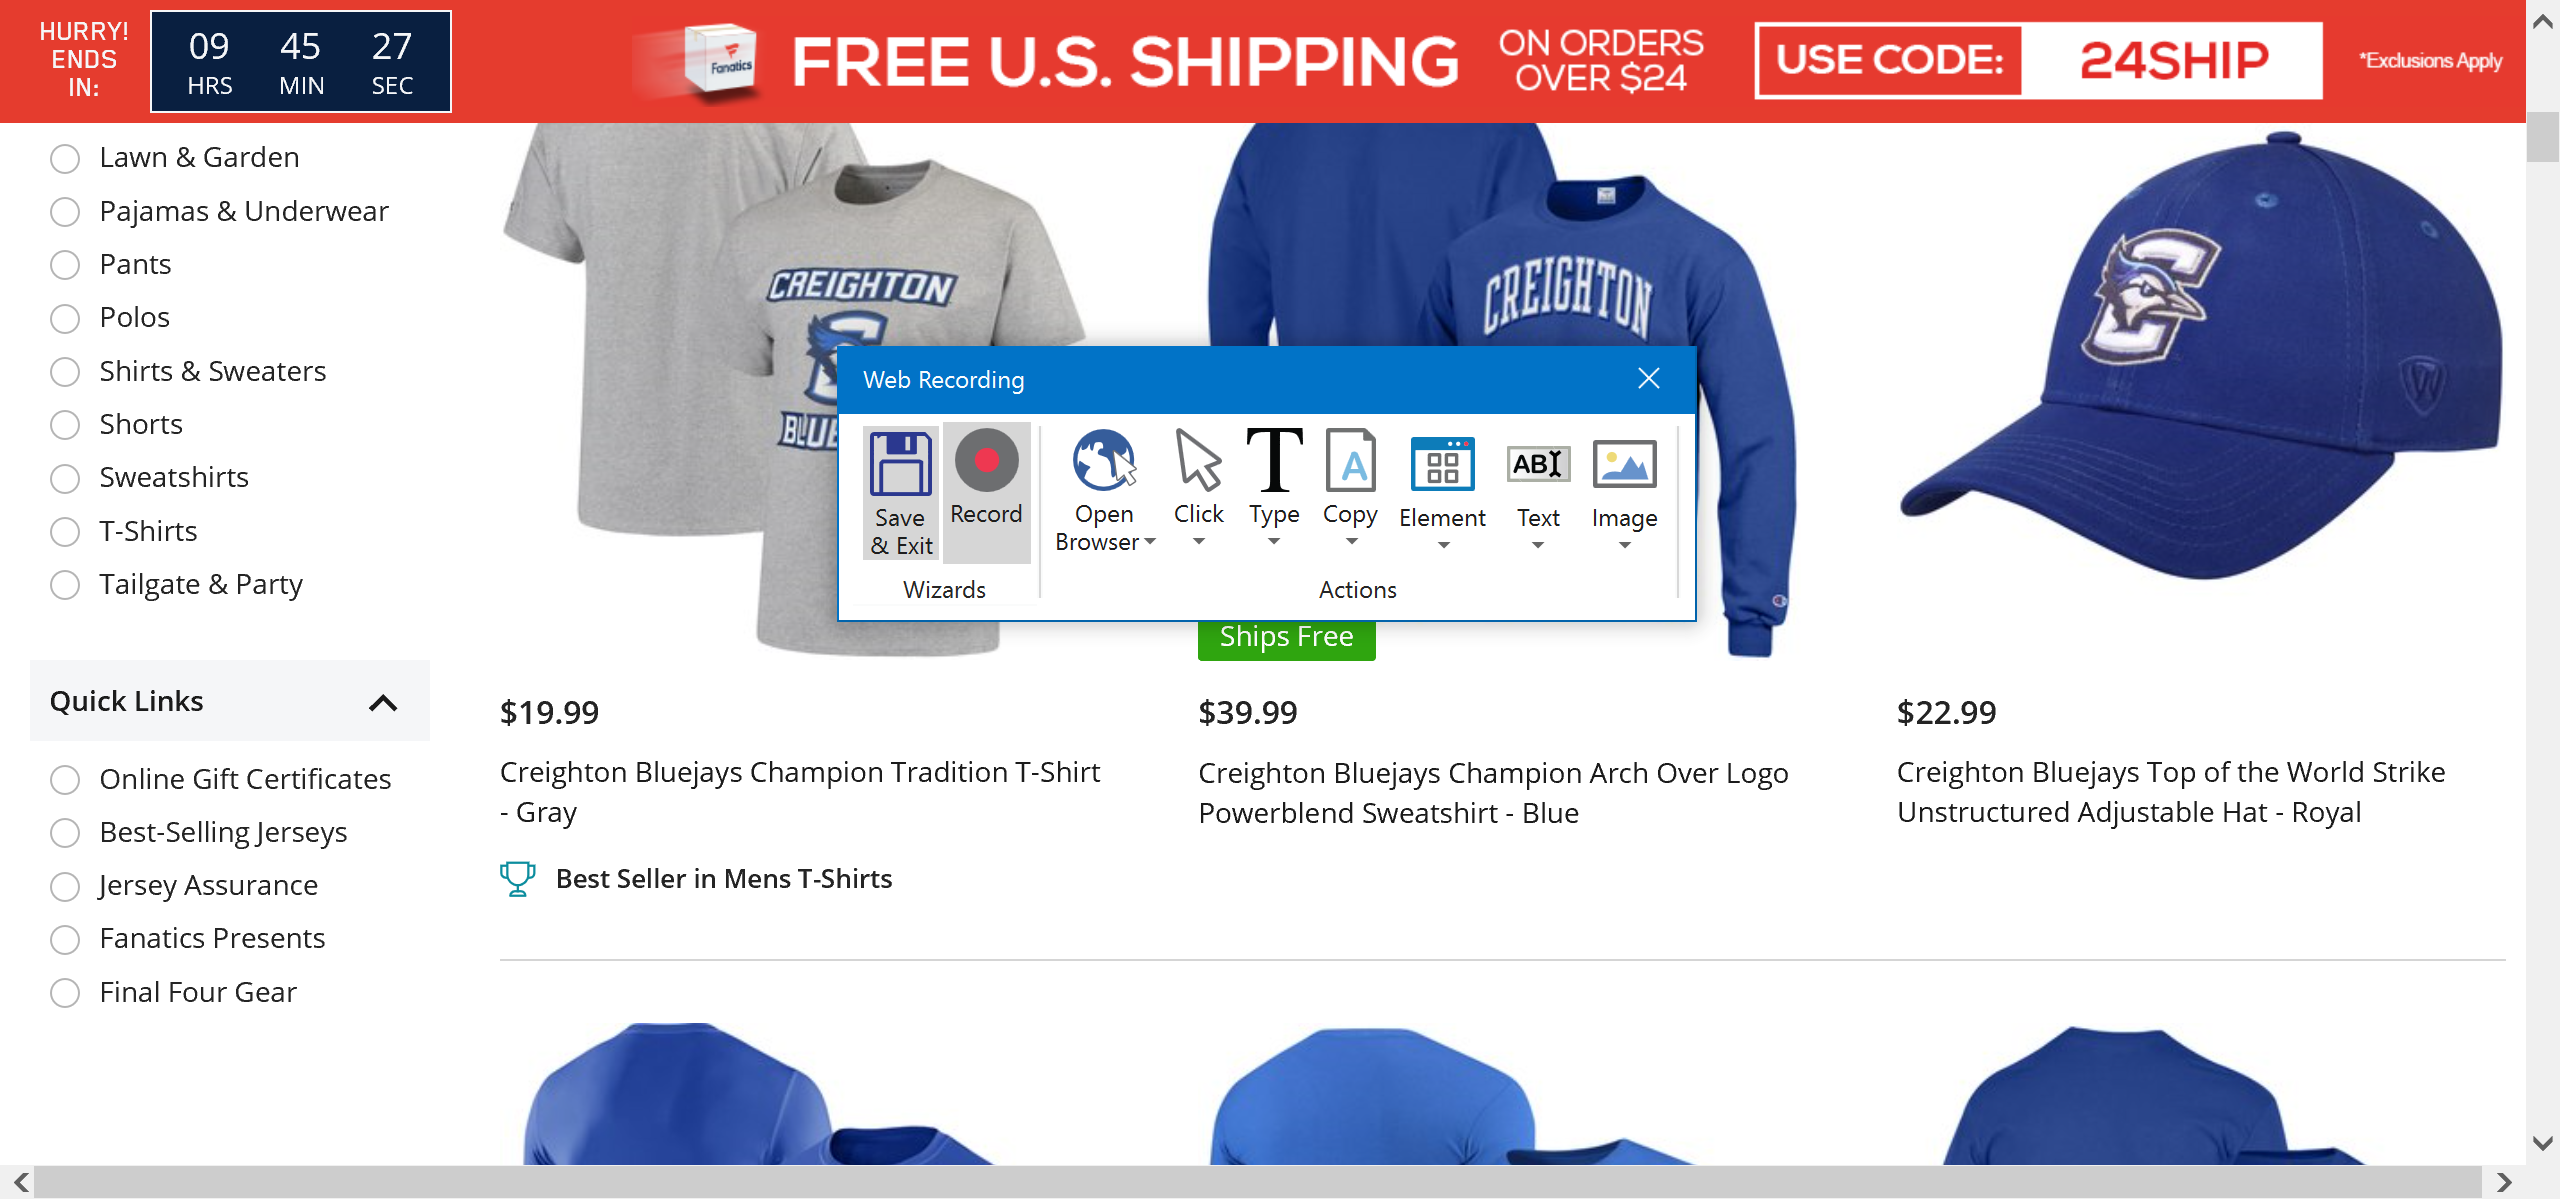 HURRY!
ENDS
IN:
09 45 27
HRS MIN SEC
Fanatics
FREE U.S. SHIPPING
ON ORDERS
OVER $24
USE CODE:
24SHIP
*Exclusions Apply
Lawn & Garden
Pajamas & Underwear
Pants
Polos
Shirts & Sweaters
Shorts
Sweatshirts
T-Shirts
Tailgate & Party
Quick Links
Online Gift Certificates
Best-Selling Jerseys
Jersey Assurance
Fanatics Presents
Final Four Gear
CREIGHTON
C
BLUE
CREIGHTON
C
W
Web Recording
Save
& Exit
Record
Wizards
Open
Browser
Click
T
Type
A
Copy
Element
AB
Text
Image
Actions
$19.99
Creighton Bluejays Champion Tradition T-Shirt
- Gray
Best Seller in Mens T-Shirts
Ships Free
$39.99
Creighton Bluejays Champion Arch Over Logo
Powerblend Sweatshirt - Blue
$22.99
Creighton Bluejays Top of the World Strike
Unstructured Adjustable Hat - Royal